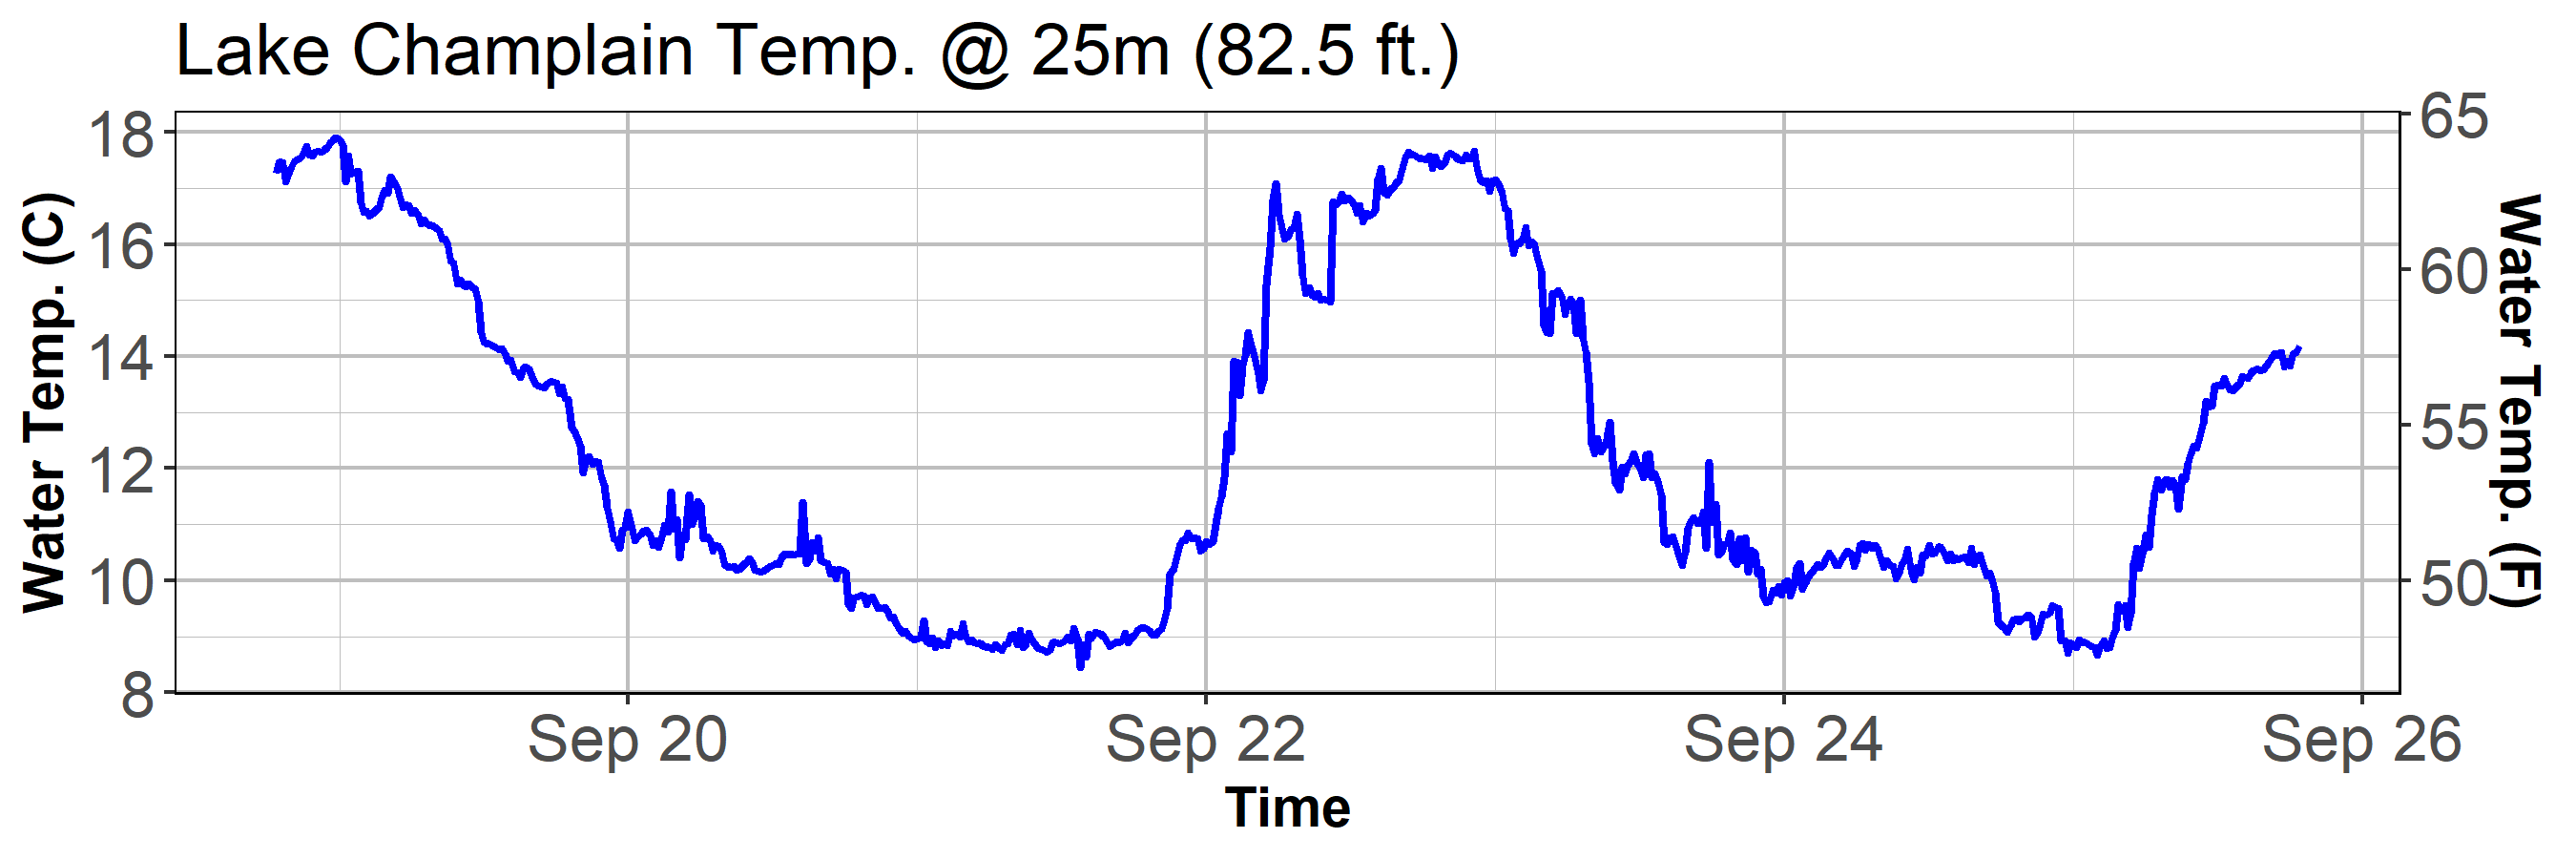 Lake Champlain Temp. @ 25m (82.5 ft.)
Water Temp. (C)
18
16
14
12
10
8
65
60
55
50
Water Temp. (F)
Sep 20
Sep 22
Sep 24
Sep 26
Time